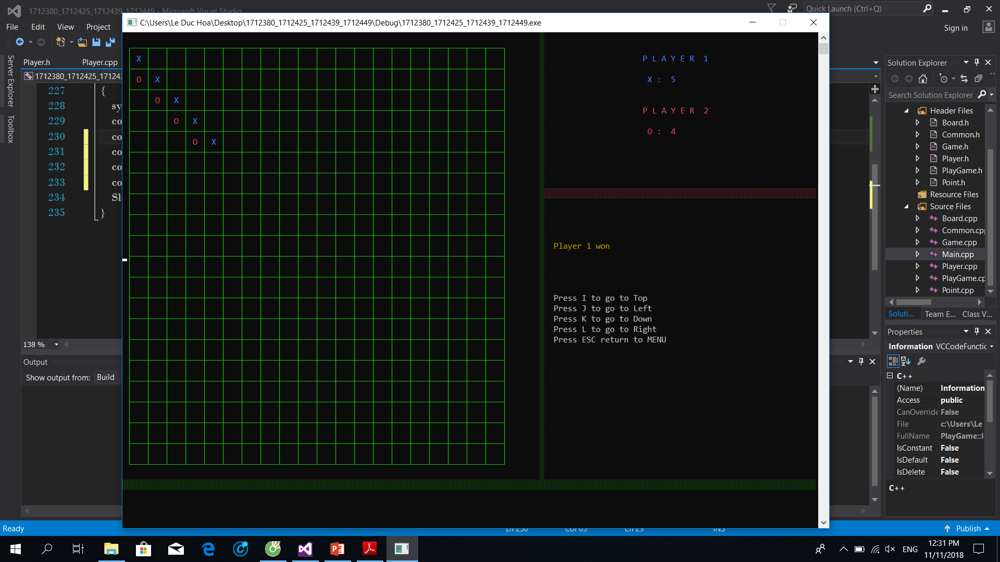 1712380_1712425_1712439_1712449 - Microsoft Visual Studio
Quick Launch (Ctrl+Q)
File Edit View Project
Sign in
C:\Users\Le Duc Hoa\Desktop\1712380_1712425_1712439_1712449\Debug\1712380_1712425_1712439_1712449.exe
Server Explorer
Toolbox
Player.h Player.cpp
1712380_1712425_17124
227 {
228 sy
229 co
230 co
231 co
232 co
233 co
234 Sl
235 }
138 %
Output
Show output from: Build
X
O X
O X
O X
O X
PLAYER 1
X: 5
PLAYER 2
O: 4
Player 1 won
Press I to go to Top
Press J to go to Left
Press K to go to Down
Press L to go to Right
Press ESC return to MENU
Solution Explorer
Search Solution Explorer
Header Files
Board.h
Common.h
Game.h
Player.h
PlayGame.h
Point.h
Resource Files
Source Files
Board.cpp
Common.cpp
Game.cpp
Main.cpp
Player.cpp
PlayGame.cp
Point.cpp
Soluti... Team E... Class V...
Properties
Information VCCodeFunctic
C++
(Name) Information
Access public
CanOverride False
File c:\Users\Le
FullName PlayGame::I
IsConstant False
IsDefault False
IsDelete False
C++
Ready
Ln 230 Col 65 Ch 29 INS
Publish
ENG
12:31 PM
11/11/2018